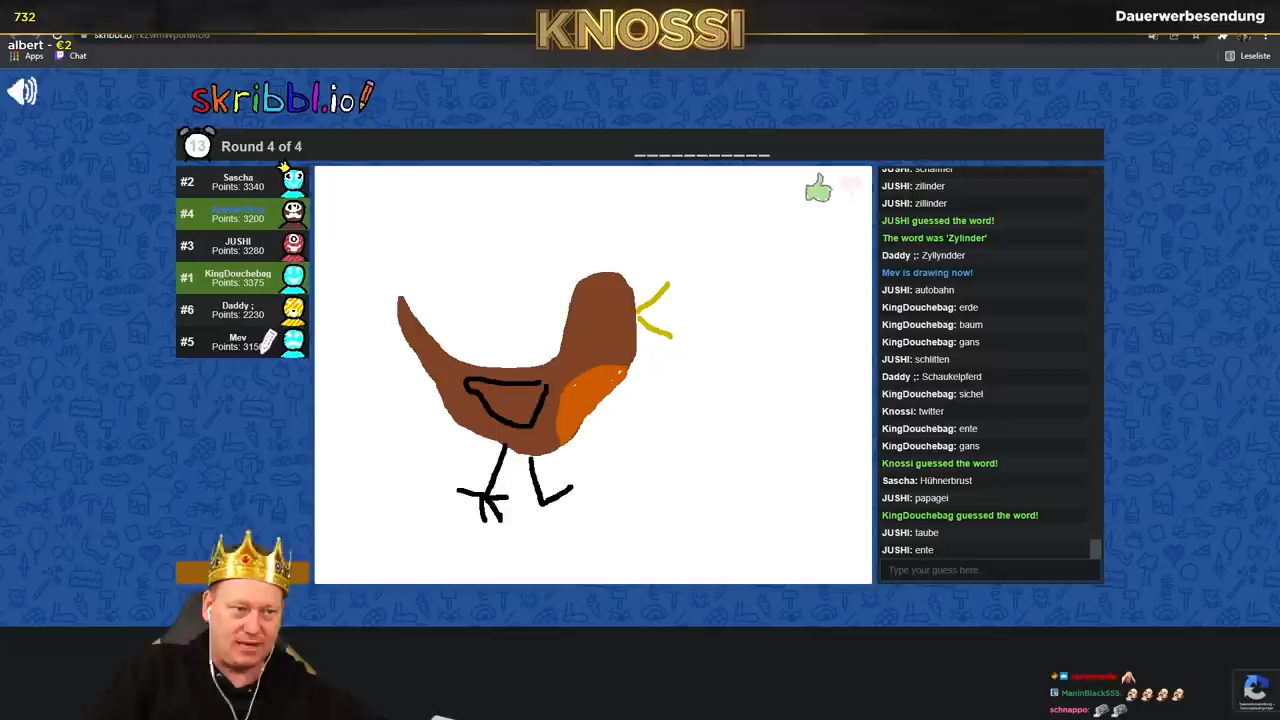 732
KNOSSI
Dauerwerbesendung
albert - €2
Apps
Chat
Leseliste
skribbl.io
13
Round 4 of 4
___________
#2
Sascha
Points: 3340
#4
Points: 3200
#3
JUSHI
Points: 3280
#1
KingDouchebag
Points: 3375
#6
Daddy ;
Points: 2230
#5
Mev
Points: 3150
JUSHI: zilinder
JUSHI: zillinder
JUSHI guessed the word!
The word was 'Zylinder'
Daddy ;: Zyllyndder
Mev is drawing now!
JUSHI: autobahn
KingDouchebag: erde
KingDouchebag: baum
KingDouchebag: gans
JUSHI: schlitten
Daddy ;: Schaukelpferd
KingDouchebag: sichel
Knossi: twitter
KingDouchebag: ente
KingDouchebag: gans
Knossi guessed the word!
Sascha: Hühnerbrust
JUSHI: papagei
KingDouchebag guessed the word!
JUSHI: taube
JUSHI: ente
Type your guess here...
ManInBlack555:
schnappo: